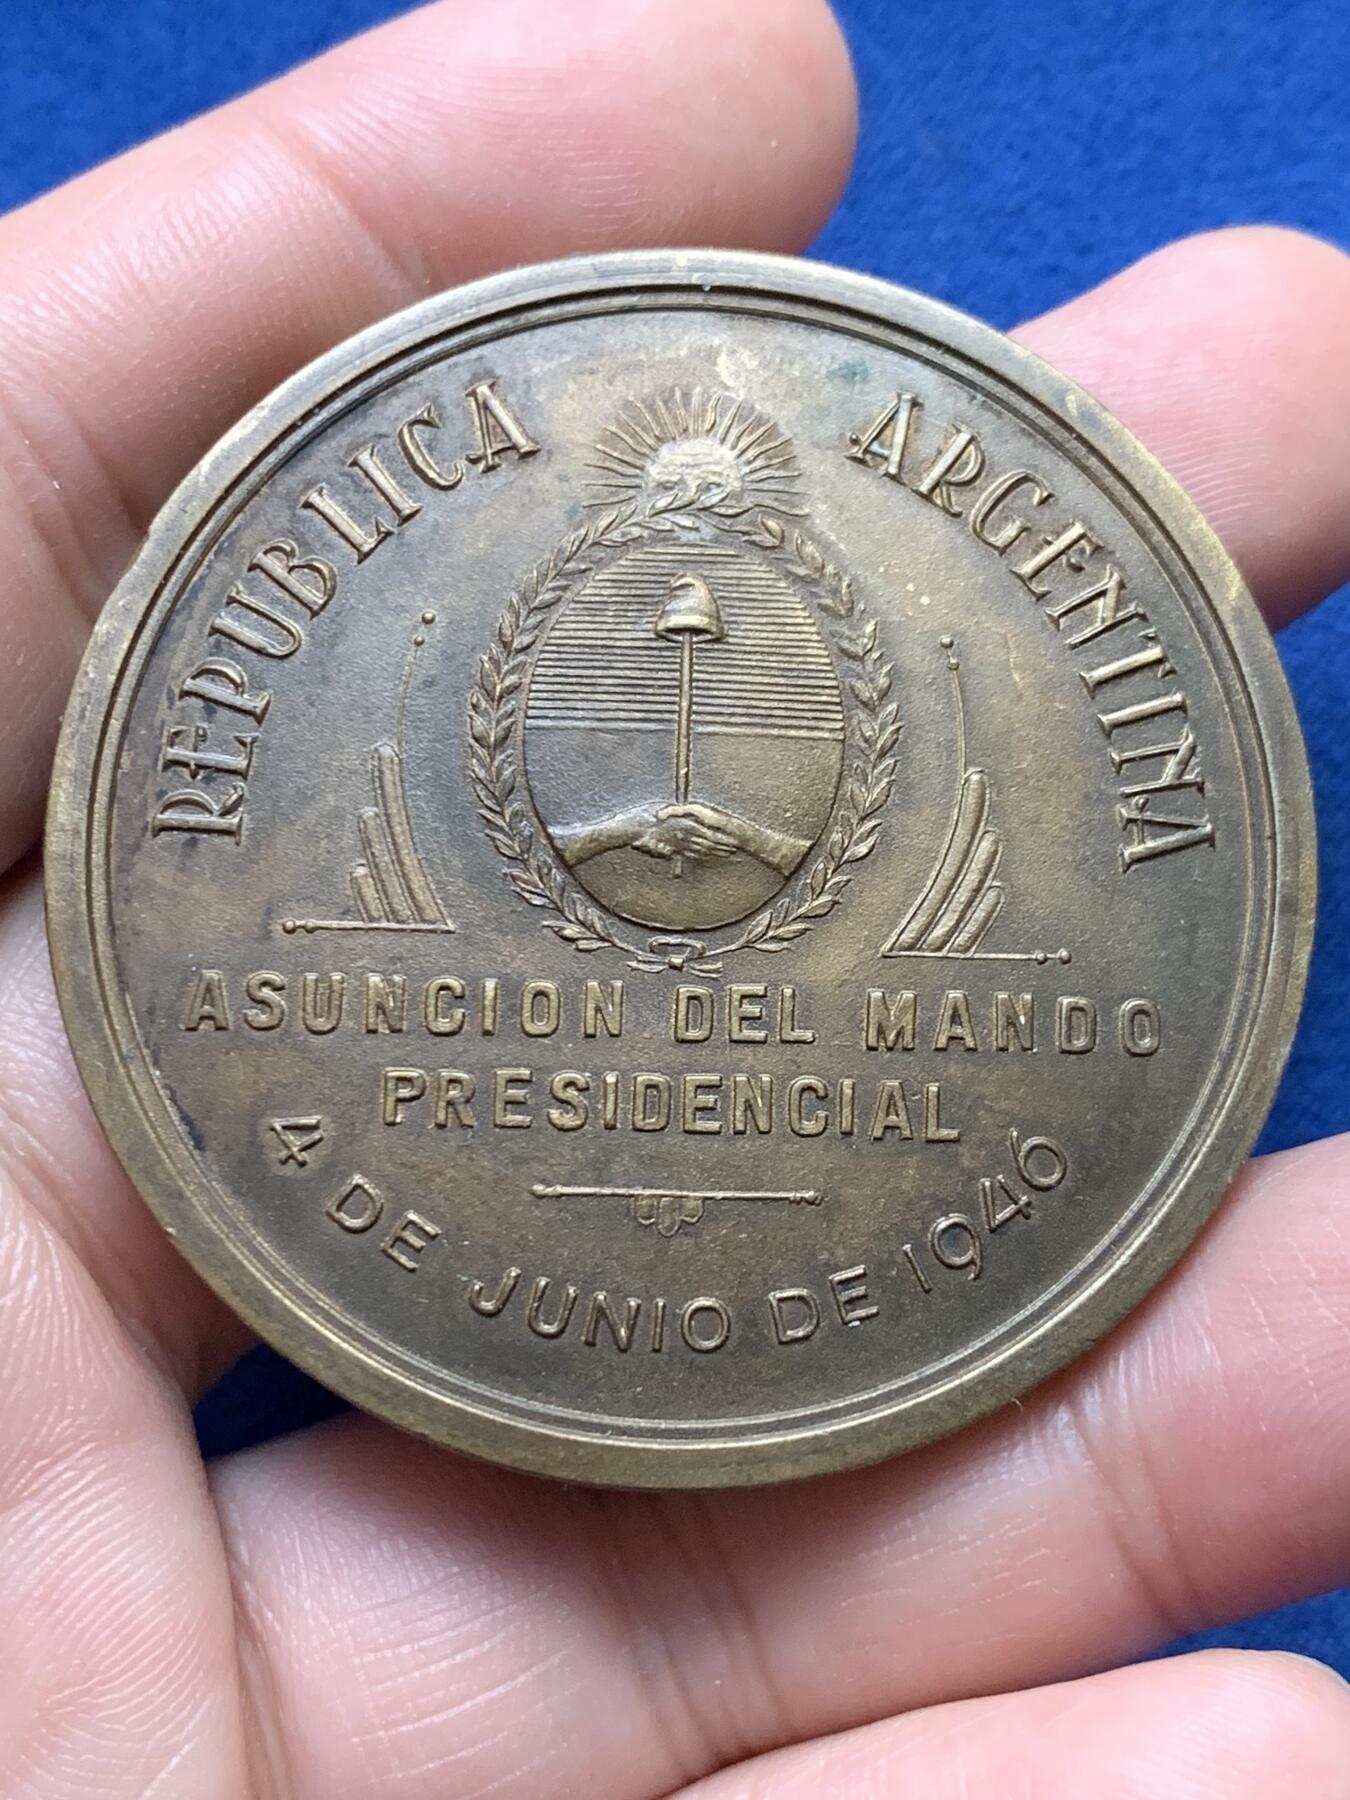 REPUBLICA ARGENTINA
ASUNCION DEL MANDO
PRESIDENCIAL
4 DE JUNIO DE 1946